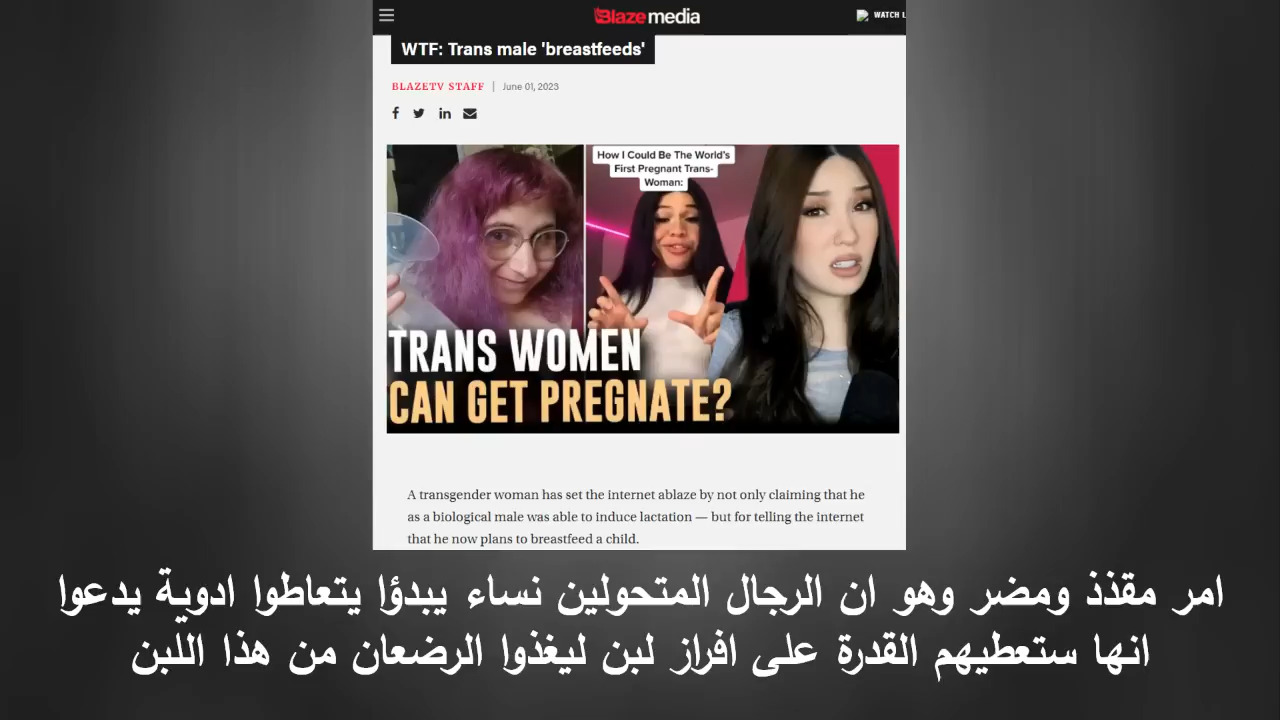 Blaze media
WATCH L
WTF: Trans male 'breastfeeds'
BLAZETV STAFF | June 01, 2023
How I Could Be The World's
First Pregnant Trans-
Woman:
TRANS WOMEN
CAN GET PREGNATE?
A transgender woman has set the internet ablaze by not only claiming that he
as a biological male was able to induce lactation — but for telling the internet
that he now plans to breastfeed a child.
امر مقذذ ومضر وهو ان الرجال المتحولين نساء يبدؤا يتعاطوا ادوية يدعوا
انها ستعطيهم القدرة على افراز لبن ليغذوا الرضعان من هذا اللبن